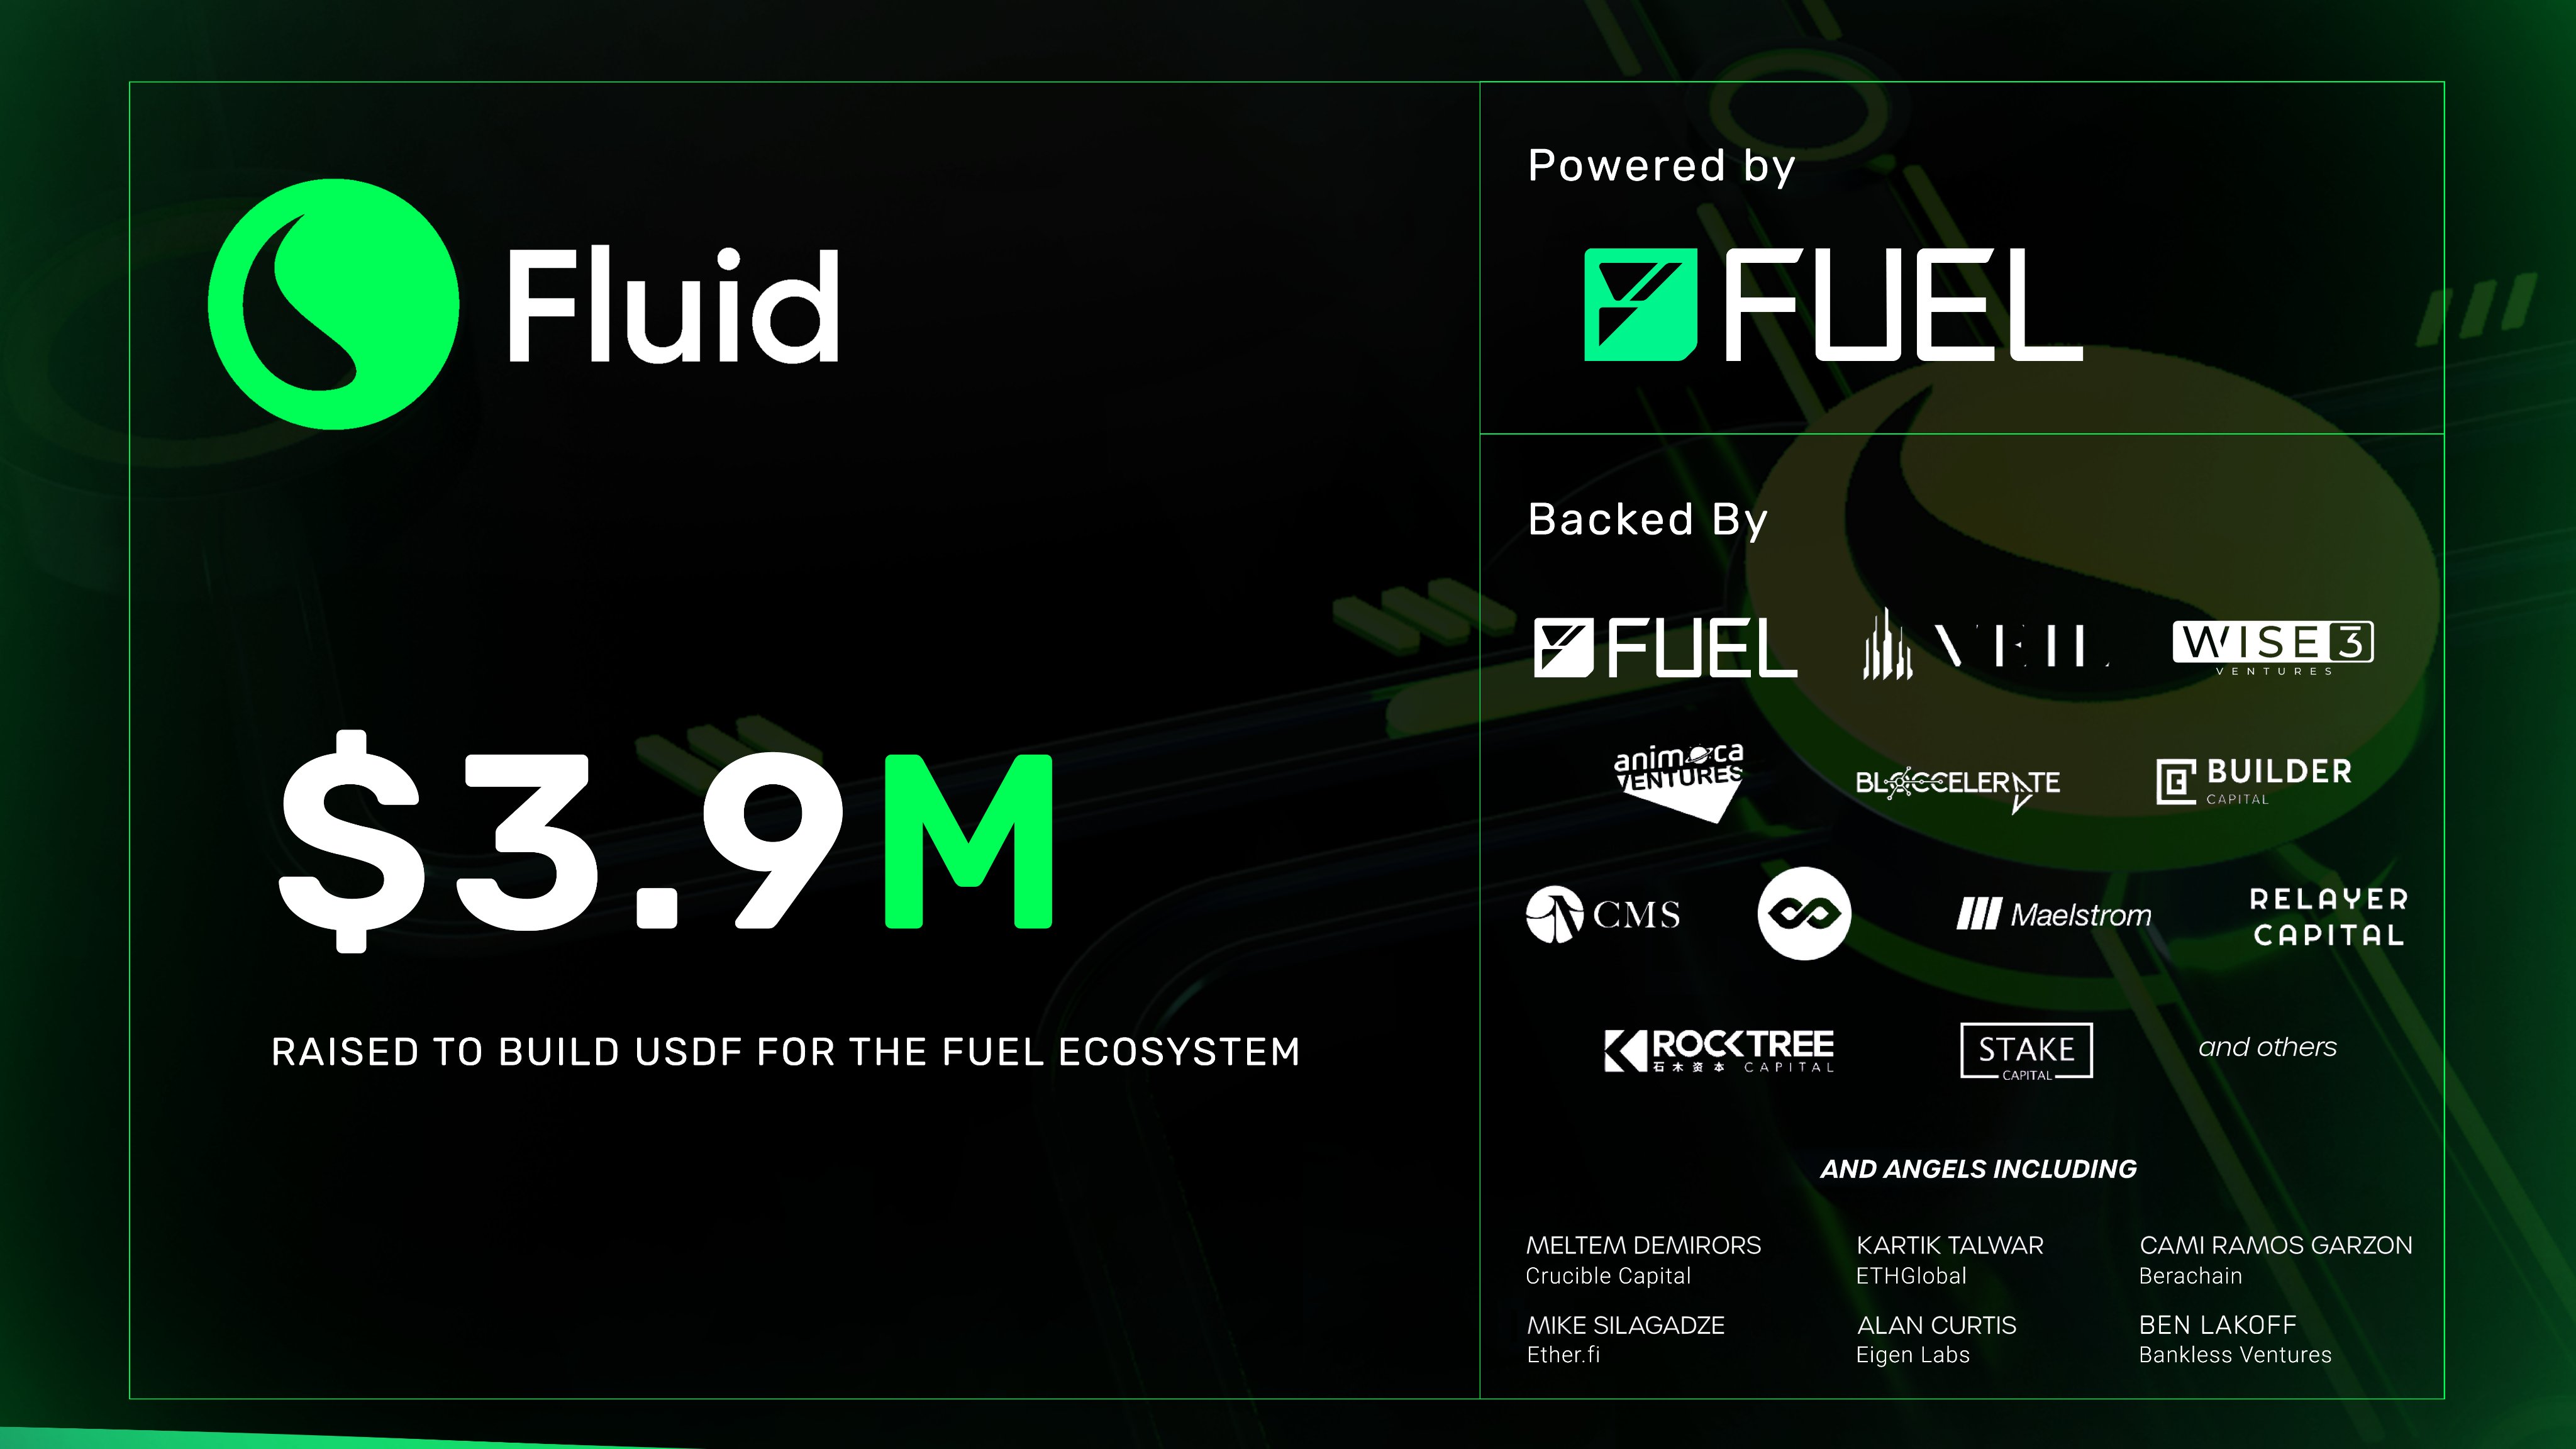 Fluid
$3.9M
RAISED TO BUILD USDF FOR THE FUEL ECOSYSTEM
Powered by
FUEL
Backed By
FUEL
VEIL
WISE3
VENTURES
animoca
VENTURES
BLOCCELERATE
BUILDER
CAPITAL
CMS
Maelstrom
RELAYER
CAPITAL
ROCKTREE
石木资本 CAPITAL
STAKE
CAPITAL
and others
AND ANGELS INCLUDING
MELTEM DEMIRORS
Crucible Capital
KARTIK TALWAR
ETHGlobal
CAMI RAMOS GARZON
Berachain
MIKE SILAGADZE
Ether.fi
ALAN CURTIS
Eigen Labs
BEN LAKOFF
Bankless Ventures